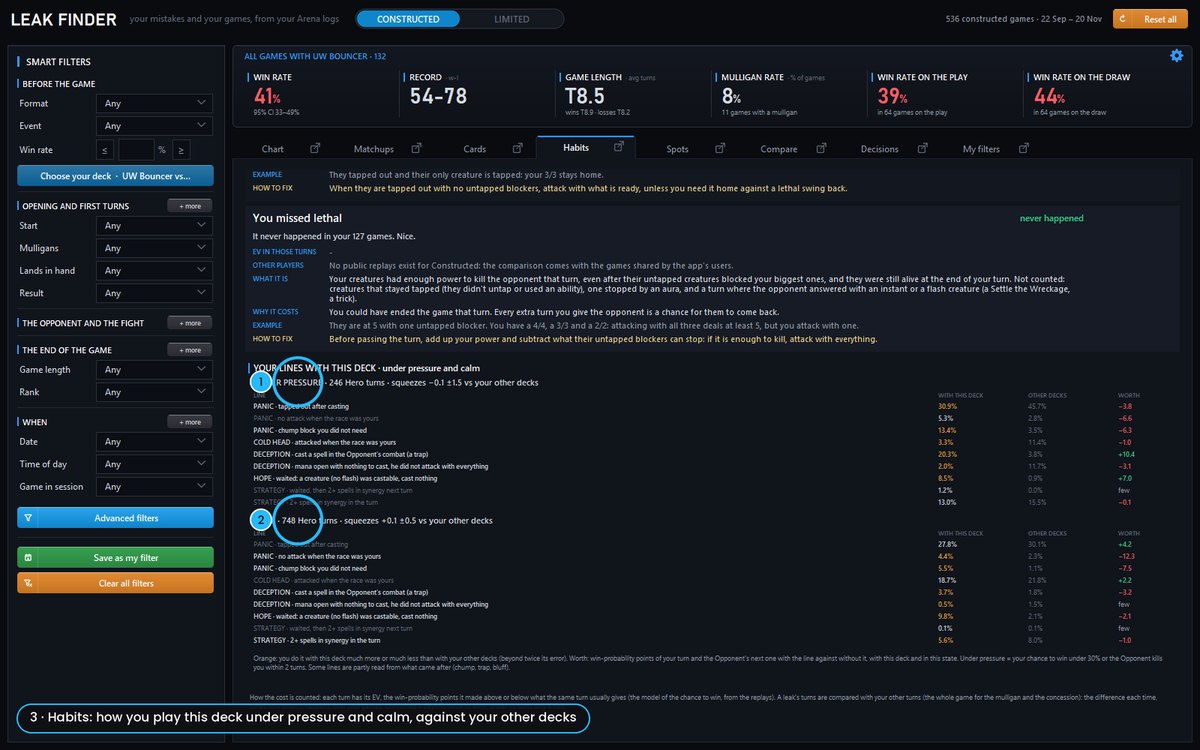 LEAK FINDER
your mistakes and your games, from your Arena logs
CONSTRUCTED
LIMITED
536 constructed games · 22 Sep – 20 Nov
Reset all
SMART FILTERS
BEFORE THE GAME
Format Any
Event Any
Win rate ≤ % ≥
Choose your deck · UW Bouncer vs...
OPENING AND FIRST TURNS + more
Start Any
Mulligans Any
Lands in hand Any
Result Any
THE OPPONENT AND THE FIGHT + more
THE END OF THE GAME + more
Game length Any
Rank Any
WHEN + more
Date Any
Time of day Any
Game in session Any
Advanced filters
Save as my filter
Clear all filters
ALL GAMES WITH UW BOUNCER · 132
WIN RATE
41%
95% CI 33–49%
RECORD · w-l
54-78
GAME LENGTH · avg turns
T8.5
wins T8.9 · losses T8.2
MULLIGAN RATE · % of games
8%
11 games with a mulligan
WIN RATE ON THE PLAY
39%
in 64 games on the play
WIN RATE ON THE DRAW
44%
in 64 games on the draw
Chart
Matchups
Cards
Habits
Spots
Compare
Decisions
My filters
EXAMPLE They tapped out and their only creature is tapped: your 3/3 stays home.
HOW TO FIX When they are tapped out with no untapped blockers, attack with what is ready, unless you need it home against a lethal swing back.
You missed lethal never happened
It never happened in your 127 games. Nice.
EV IN THOSE TURNS -
OTHER PLAYERS No public replays exist for Constructed: the comparison comes with the games shared by the app's users.
WHAT IT IS Your creatures had enough power to kill the opponent that turn, even after their untapped creatures blocked your biggest ones, and they were still alive at the end of your turn. Not counted:
creatures that stayed tapped (they didn't untap or used an ability), one stopped by an aura, and a turn where the opponent answered with an instant or a flash creature (a Settle the Wreckage,
a trick).
WHY IT COSTS You could have ended the game that turn. Every extra turn you give the opponent is a chance for them to come back.
EXAMPLE They are at 5 with one untapped blocker. You have a 4/4, a 3/3 and a 2/2: attacking with all three deals at least 5, but you attack with one.
HOW TO FIX Before passing the turn, add up your power and subtract what their untapped blockers can stop: if it is enough to kill, attack with everything.
YOUR LINES WITH THIS DECK · under pressure and calm
1 R PRESSURE · 246 Hero turns · squeezes −0.1 ±1.5 vs your other decks
LINE WITH THIS DECK OTHER DECKS WORTH
PANIC · tapped out after casting 30.9% 45.7% −3.8
PANIC · no attack when the race was yours 5.3% 2.8% −6.6
PANIC · chump block you did not need 13.4% 3.5% −6.3
COLD HEAD · attacked when the race was yours 3.3% 11.4% −1.0
DECEPTION · cast a spell in the Opponent's combat (a trap) 20.3% 3.8% +10.4
DECEPTION · mana open with nothing to cast, he did not attack with everything 2.0% 11.7% −3.1
HOPE · waited: a creature (no flash) was castable, cast nothing 8.5% 0.9% +7.0
STRATEGY · waited, then 2+ spells in synergy next turn 1.2% 0.0% few
STRATEGY · 2+ spells in synergy in the turn 13.0% 15.5% −0.1
2 · 748 Hero turns · squeezes +0.1 ±0.5 vs your other decks
LINE WITH THIS DECK OTHER DECKS WORTH
PANIC · tapped out after casting 27.8% 30.1% +4.2
PANIC · no attack when the race was yours 4.4% 2.3% −12.3
PANIC · chump block you did not need 5.5% 1.1% −7.5
COLD HEAD · attacked when the race was yours 18.7% 21.8% +2.2
DECEPTION · cast a spell in the Opponent's combat (a trap) 3.7% 1.8% −3.2
DECEPTION · mana open with nothing to cast, he did not attack with everything 0.5% 1.5% few
HOPE · waited: a creature (no flash) was castable, cast nothing 9.8% 2.1% −2.1
STRATEGY · waited, then 2+ spells in synergy next turn 0.1% 0.1% few
STRATEGY · 2+ spells in synergy in the turn 5.6% 8.0% −1.0
Orange: you do it with this deck much more or much less than with your other decks (beyond twice its error). Worth: win-probability points of your turn and the Opponent's next one with the line against without it, with this deck and in this state. Under pressure = your chance to win under 30% or the Opponent kills
you within 2 turns. Some lines are partly read from what came after (chump, trap, bluff).
How the cost is counted: each turn has its EV, the win-probability points it made above or below what the same turn usually gives (the model of the chance to win, from the replays). A leak's turns are compared with your other turns (the whole game for the mulligan and the concession): the difference each time,
3 · Habits: how you play this deck under pressure and calm, against your other decks